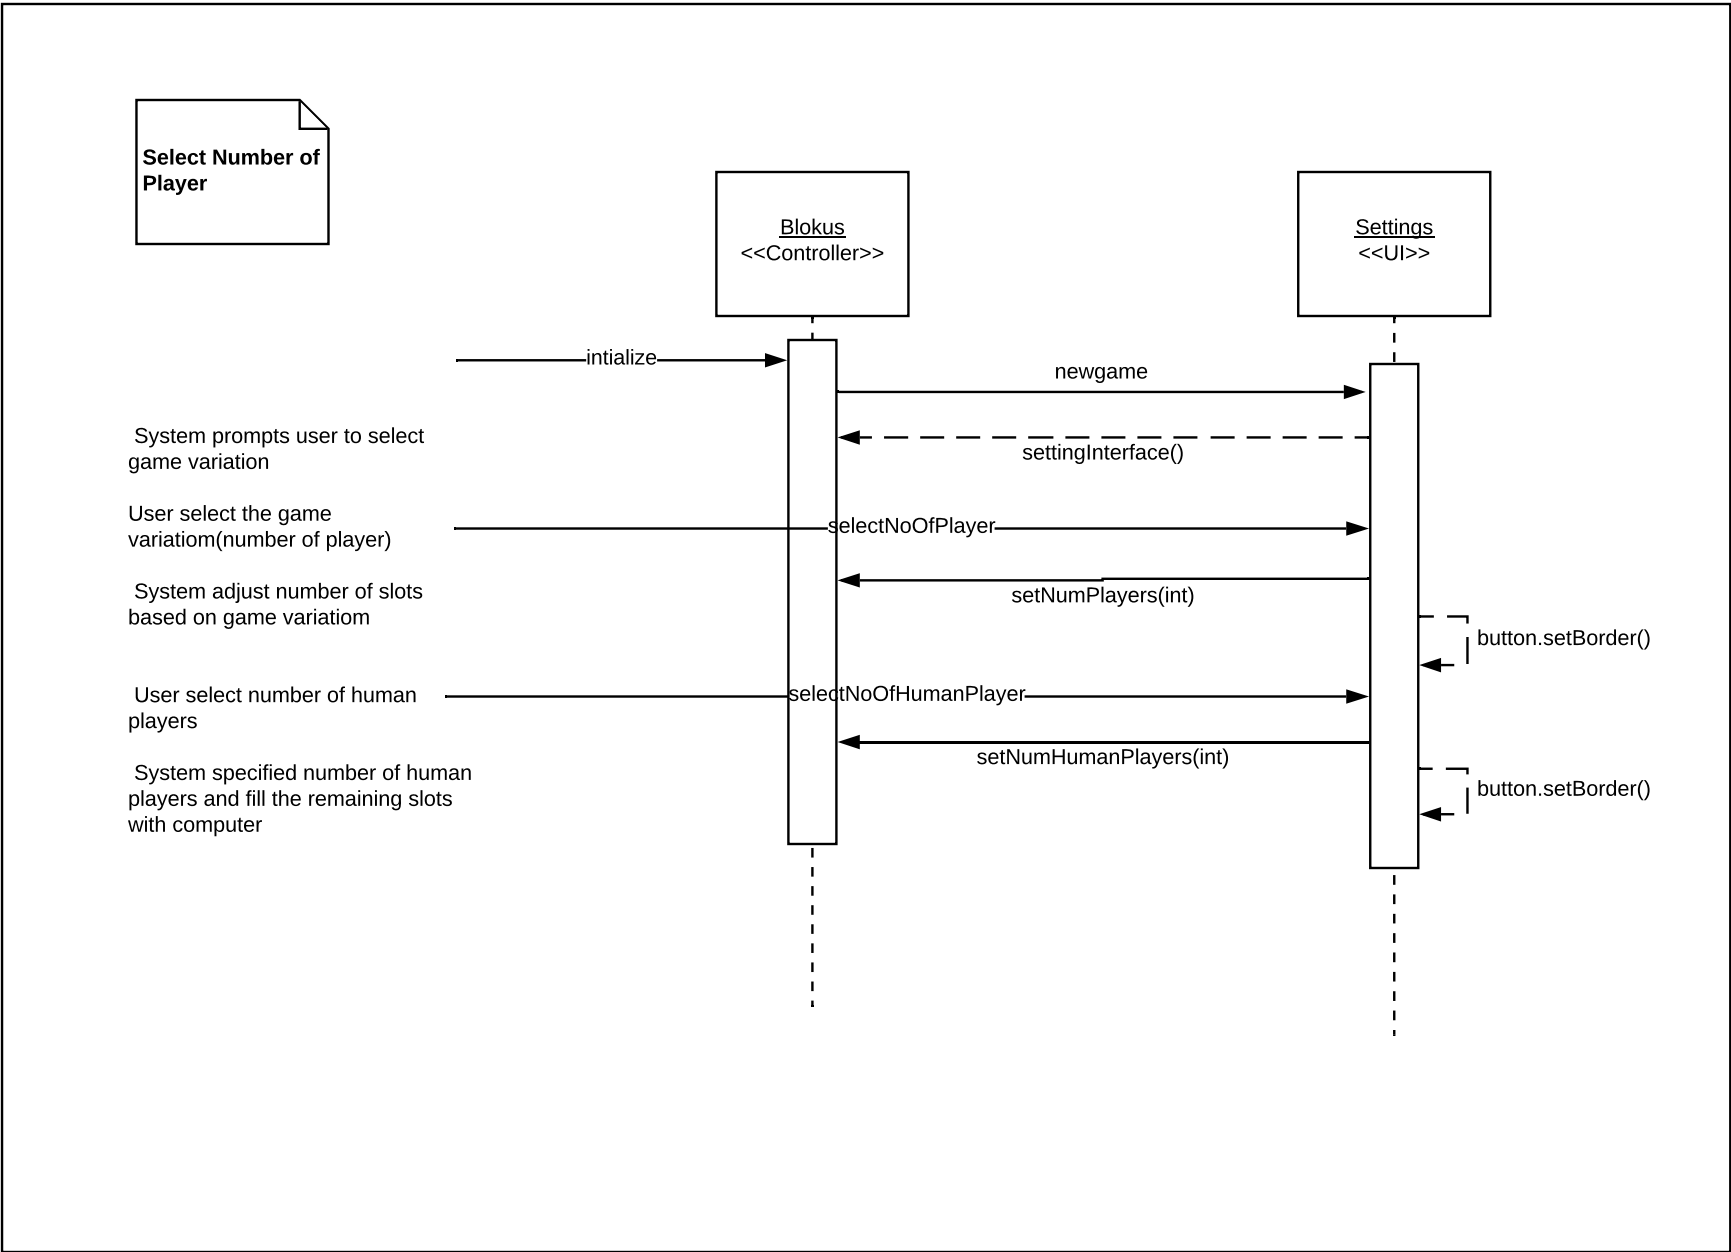 Select Number of
Player
Blokus
<<Controller>>
Settings
<<UI>>
intialize
newgame
System prompts user to select
game variation
settingInterface()
User select the game
variatiom(number of player)
selectNoOfPlayer
System adjust number of slots
based on game variatiom
setNumPlayers(int)
button.setBorder()
User select number of human
players
selectNoOfHumanPlayer
setNumHumanPlayers(int)
System specified number of human
players and fill the remaining slots
with computer
button.setBorder()